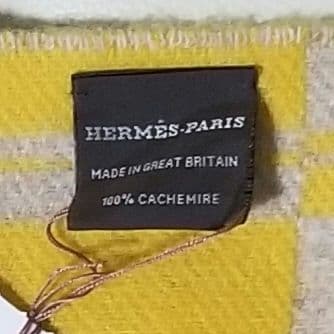 HERMÈS-PARIS
MADE IN GREAT BRITAIN
100% CACHEMIRE